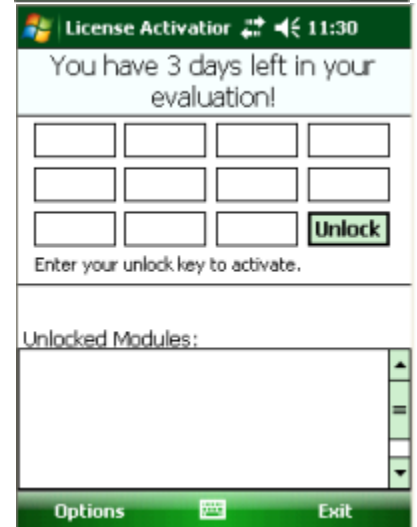 License Activatior 11:30
You have 3 days left in your
evaluation!
Unlock
Enter your unlock key to activate.
Unlocked Modules:
Options Exit